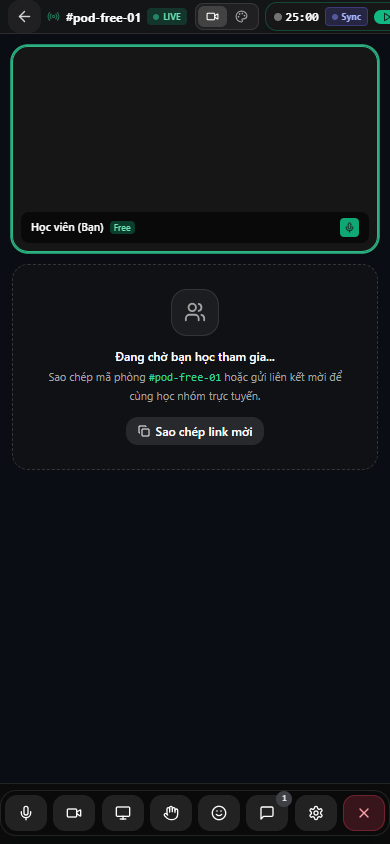 #pod-free-01 LIVE 25:00 Sync
Học viên (Bạn) Free
Đang chờ bạn học tham gia...
Sao chép mã phòng #pod-free-01 hoặc gửi liên kết mời để
cùng học nhóm trực tuyến.
Sao chép link mời
1